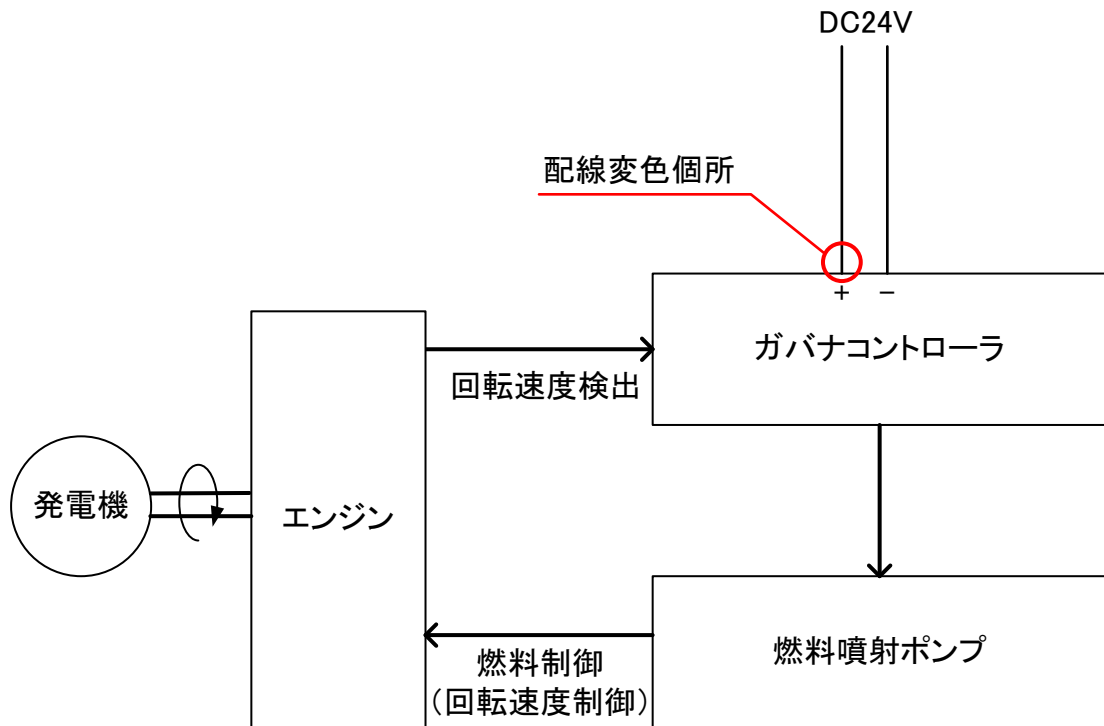 DC24V
配線変色個所
+ −
ガバナコントローラ
回転速度検出
発電機
エンジン
燃料噴射ポンプ
燃料制御
(回転速度制御)